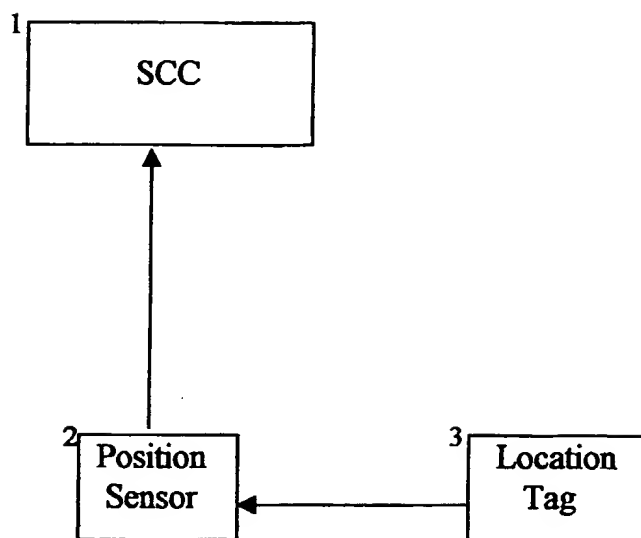 1
SCC
2
Position
Sensor
3
Location
Tag